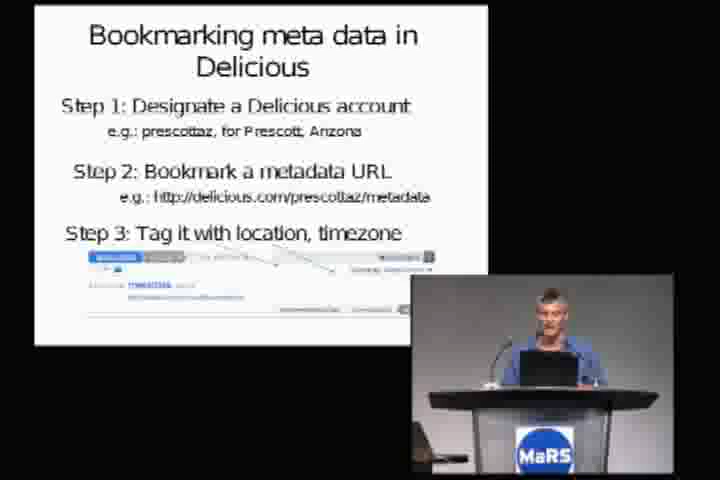 Bookmarking meta data in
Delicious
Step 1: Designate a Delicious account
e.g.: prescottaz, for Prescott, Arizona
Step 2: Bookmark a metadata URL
e.g.: http://delicious.com/prescottaz/metadata
Step 3: Tag it with location, timezone
MaRS